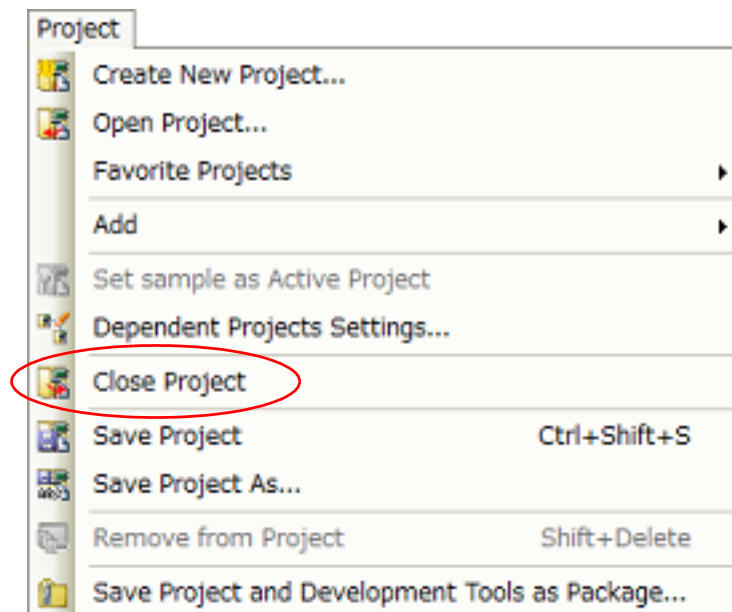 Project
Create New Project...
Open Project...
Favorite Projects
Add
Set sample as Active Project
Dependent Projects Settings...
Close Project
Save Project Ctrl+Shift+S
Save Project As...
Remove from Project Shift+Delete
Save Project and Development Tools as Package...